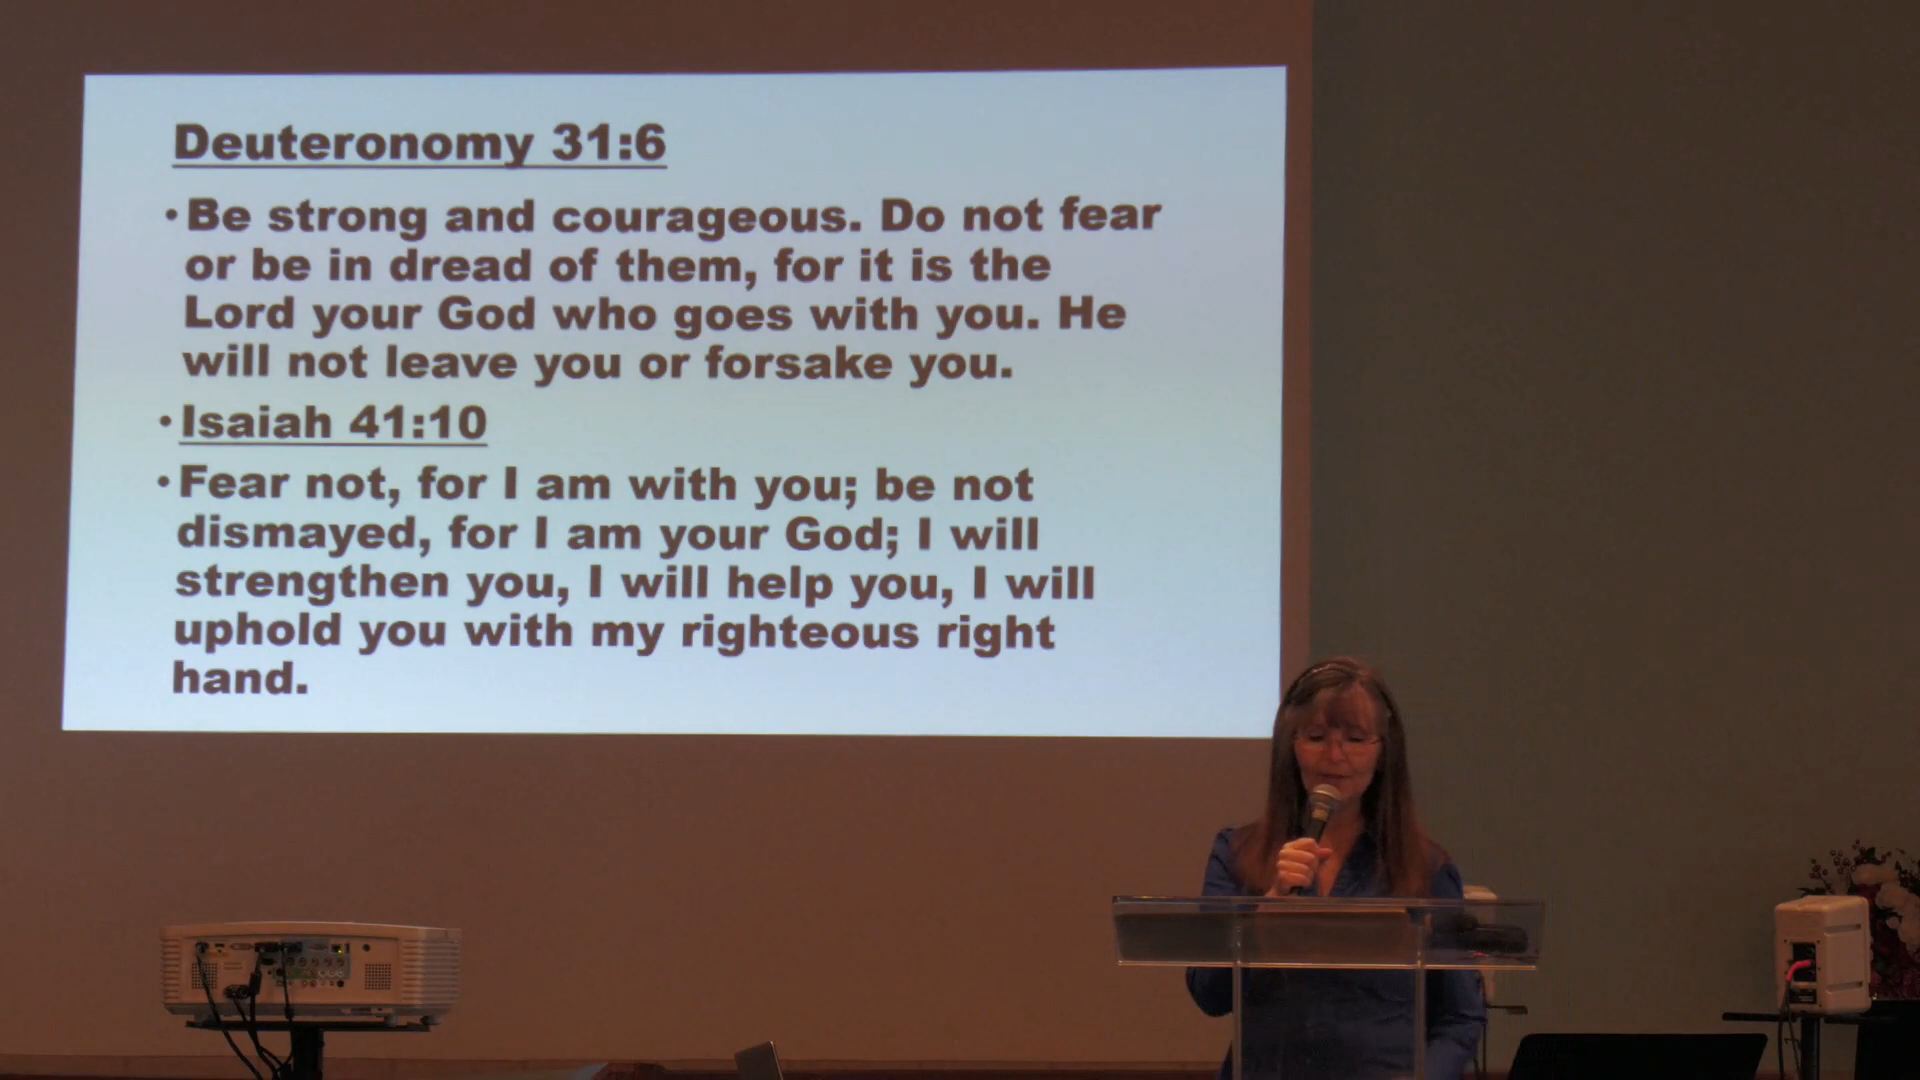 Deuteronomy 31:6
• Be strong and courageous. Do not fear
or be in dread of them, for it is the
Lord your God who goes with you. He
will not leave you or forsake you.
• Isaiah 41:10
• Fear not, for I am with you; be not
dismayed, for I am your God; I will
strengthen you, I will help you, I will
uphold you with my righteous right
hand.